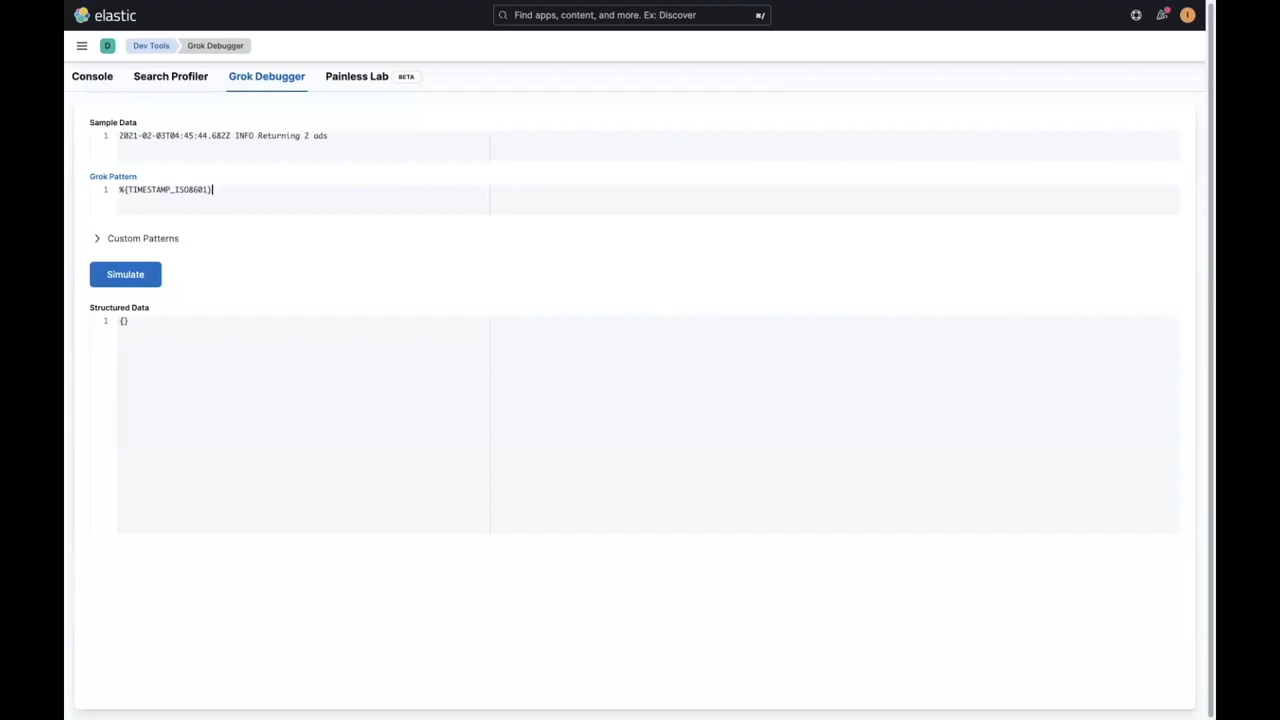 elastic
Find apps, content, and more. Ex: Discover
⌘/
I
D
Dev Tools
Grok Debugger
Console
Search Profiler
Grok Debugger
Painless Lab
BETA
Sample Data
1 2021-02-03T04:45:44.682Z INFO Returning 2 ads
Grok Pattern
1 %{TIMESTAMP_ISO8601}
Custom Patterns
Simulate
Structured Data
1 {}